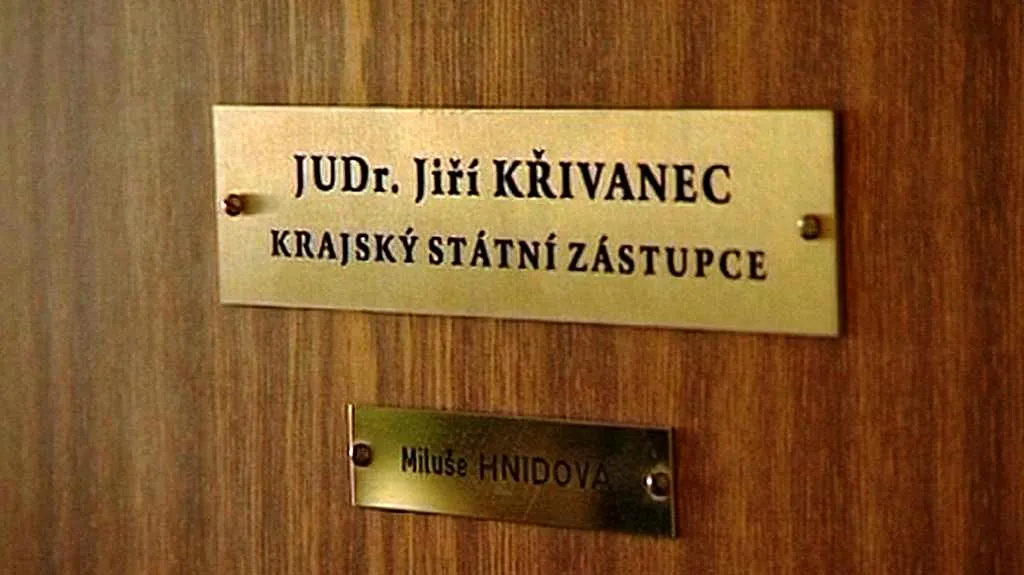 JUDr. Jiří KŘIVANEC
KRAJSKÝ STÁTNÍ ZÁSTUPCE
Miluše HNIDOVÁ